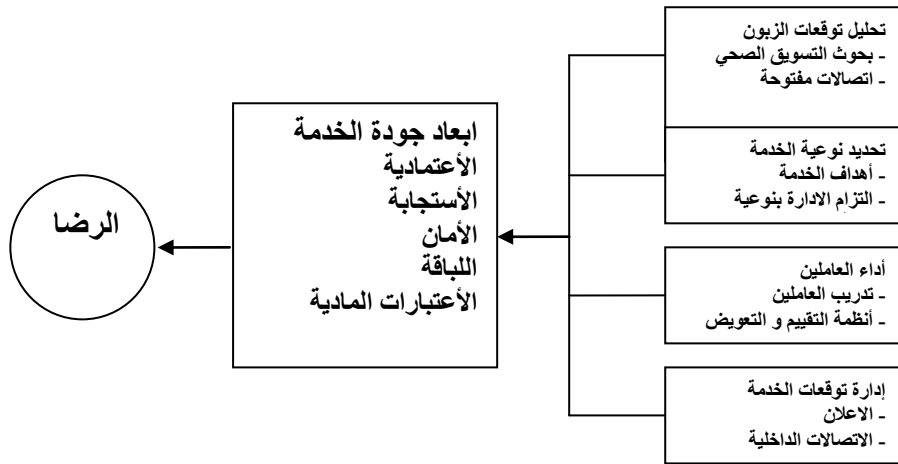 تحليل توقعات الزبون
- بحوث التسويق الصحي
- اتصالات مفتوحة
تحديد نوعية الخدمة
- أهداف الخدمة
- التزام الادارة بنوعية
أداء العاملين
- تدريب العاملين
- أنظمة التقييم و التعويض
إدارة توقعات الخدمة
- الاعلان
- الاتصالات الداخلية
ابعاد جودة الخدمة
الأعتمادية
الأستجابة
الأمان
اللباقة
الأعتبارات المادية
الرضا